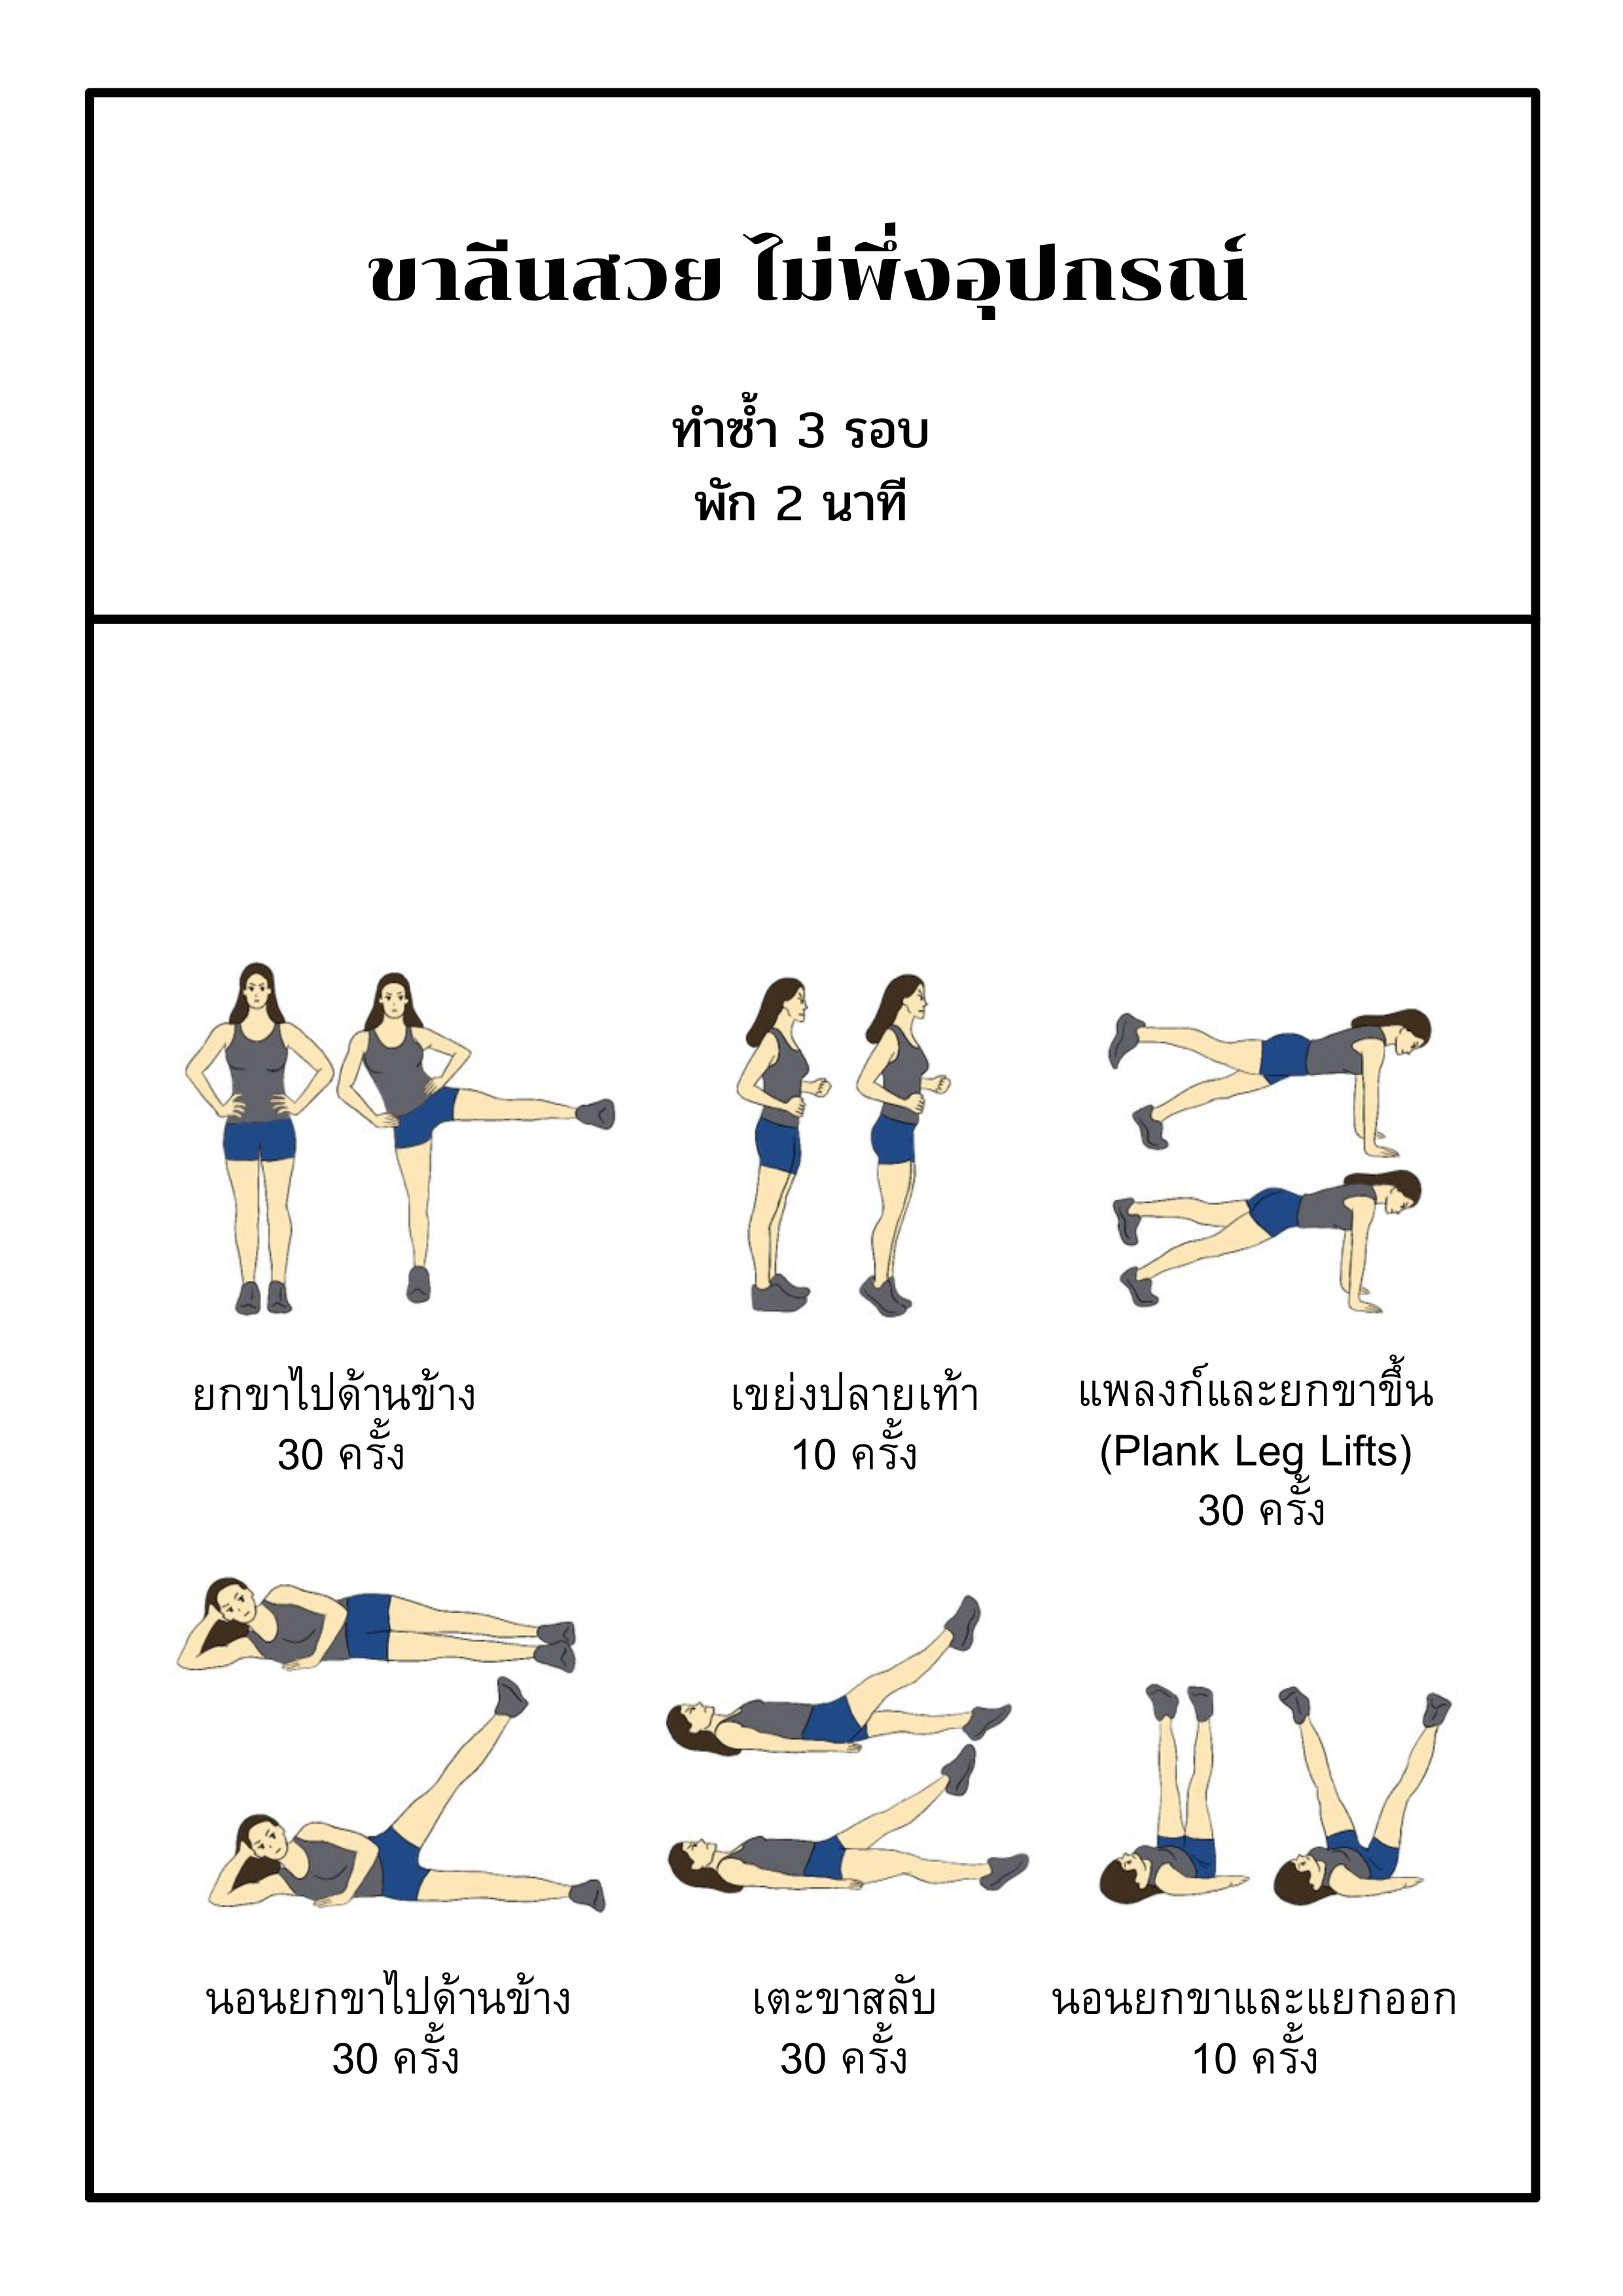 ขาลีนสวย ไม่พึ่งอุปกรณ์
ทำซ้ำ 3 รอบ
พัก 2 นาที
ยกขาไปด้านข้าง
30 ครั้ง
เขย่งปลายเท้า
10 ครั้ง
แพลงก์และยกขาขึ้น
(Plank Leg Lifts)
30 ครั้ง
นอนยกขาไปด้านข้าง
30 ครั้ง
เตะขาสลับ
30 ครั้ง
นอนยกขาและแยกออก
10 ครั้ง